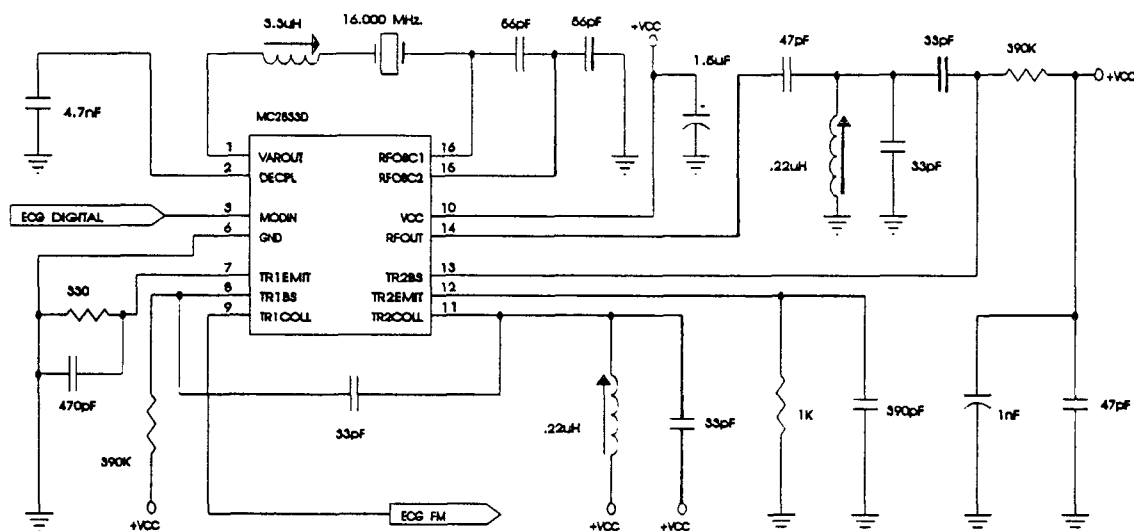 3.3uH
16.000 MHz.
56pF
56pF
+VCC
1.5uF
47pF
33pF
390K
+VCC
4.7nF
MC2833D
1 VAROUT
2 DECPL
3 MODIN
6 GND
7 TR1EMIT
8 TR1BS
9 TR1COLL
RFOSC1 16
RFOSC2 15
VCC 10
RFOUT 14
TR2BS 13
TR2EMIT 12
TR2COLL 11
.22uH
33pF
ECG DIGITAL
330
470pF
33pF
390K
+VCC
ECG FM
.22uH
33pF
+VCC
+VCC
1K
390pF
1nF
47pF